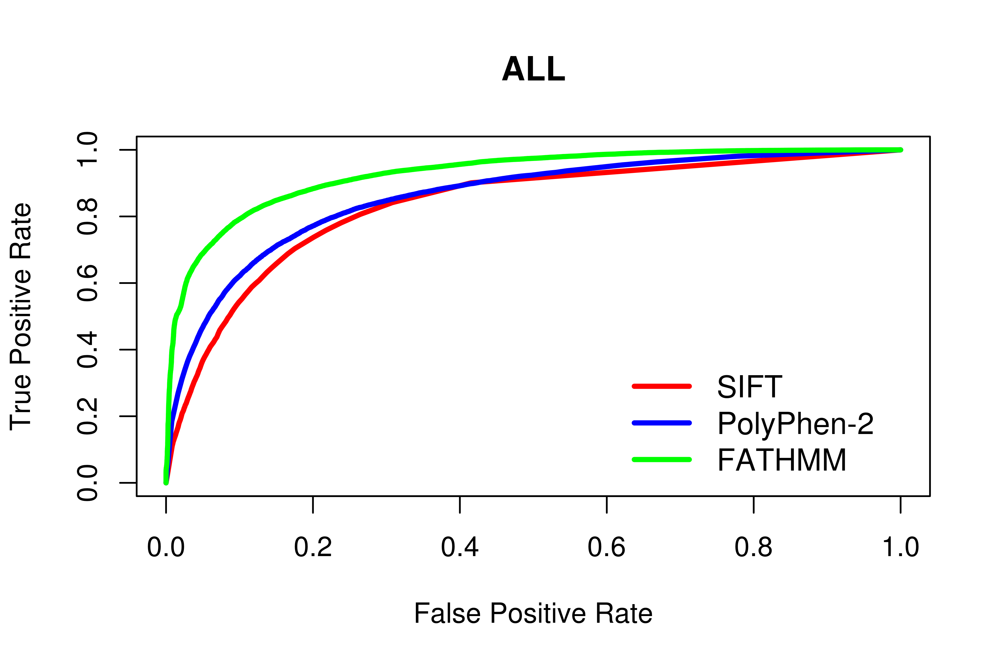 ALL
True Positive Rate
1.0
0.8
0.6
0.4
0.2
0.0
SIFT
PolyPhen-2
FATHMM
0.0 0.2 0.4 0.6 0.8 1.0
False Positive Rate